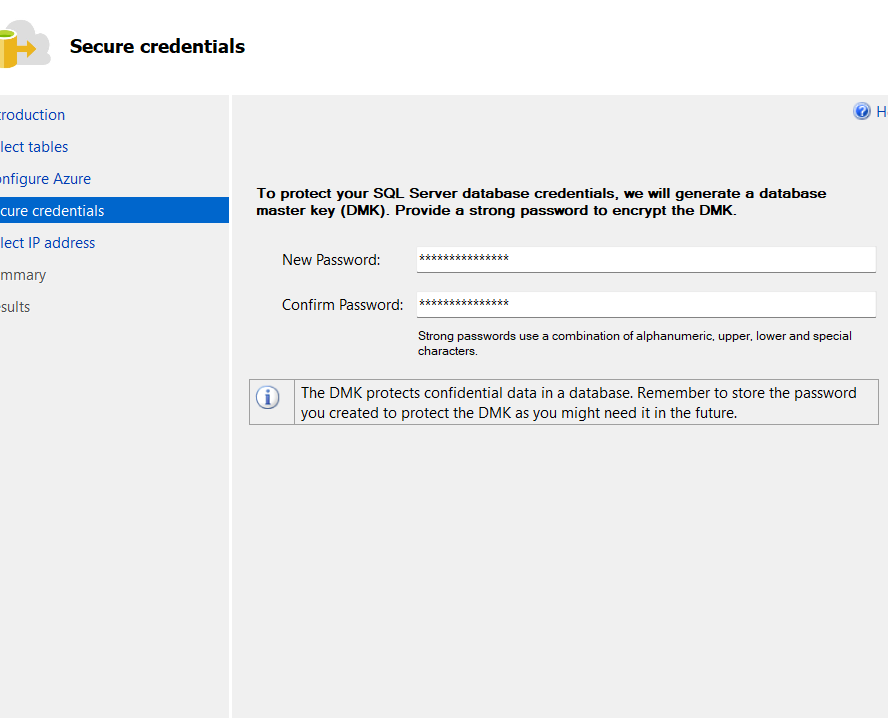 Secure credentials
troduction
lect tables
onfigure Azure
cure credentials
lect IP address
mmary
sults
H
To protect your SQL Server database credentials, we will generate a database
master key (DMK). Provide a strong password to encrypt the DMK.
New Password:
***************
Confirm Password:
***************
Strong passwords use a combination of alphanumeric, upper, lower and special
characters.
The DMK protects confidential data in a database. Remember to store the password
you created to protect the DMK as you might need it in the future.